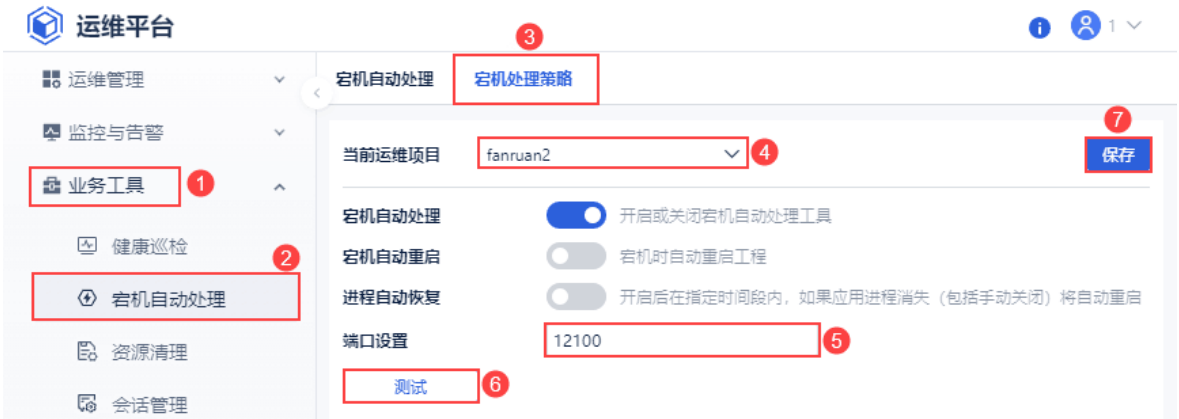 运维平台
1
3
运维管理
宕机自动处理
宕机处理策略
监控与告警
7
当前运维项目
fanruan2
4
保存
业务工具
1
宕机自动处理
开启或关闭宕机自动处理工具
健康巡检
2
宕机自动重启
宕机时自动重启工程
宕机自动处理
进程自动恢复
开启后在指定时间段内，如果应用进程消失（包括手动关闭）将自动重启
端口设置
12100
5
资源清理
测试
6
会话管理